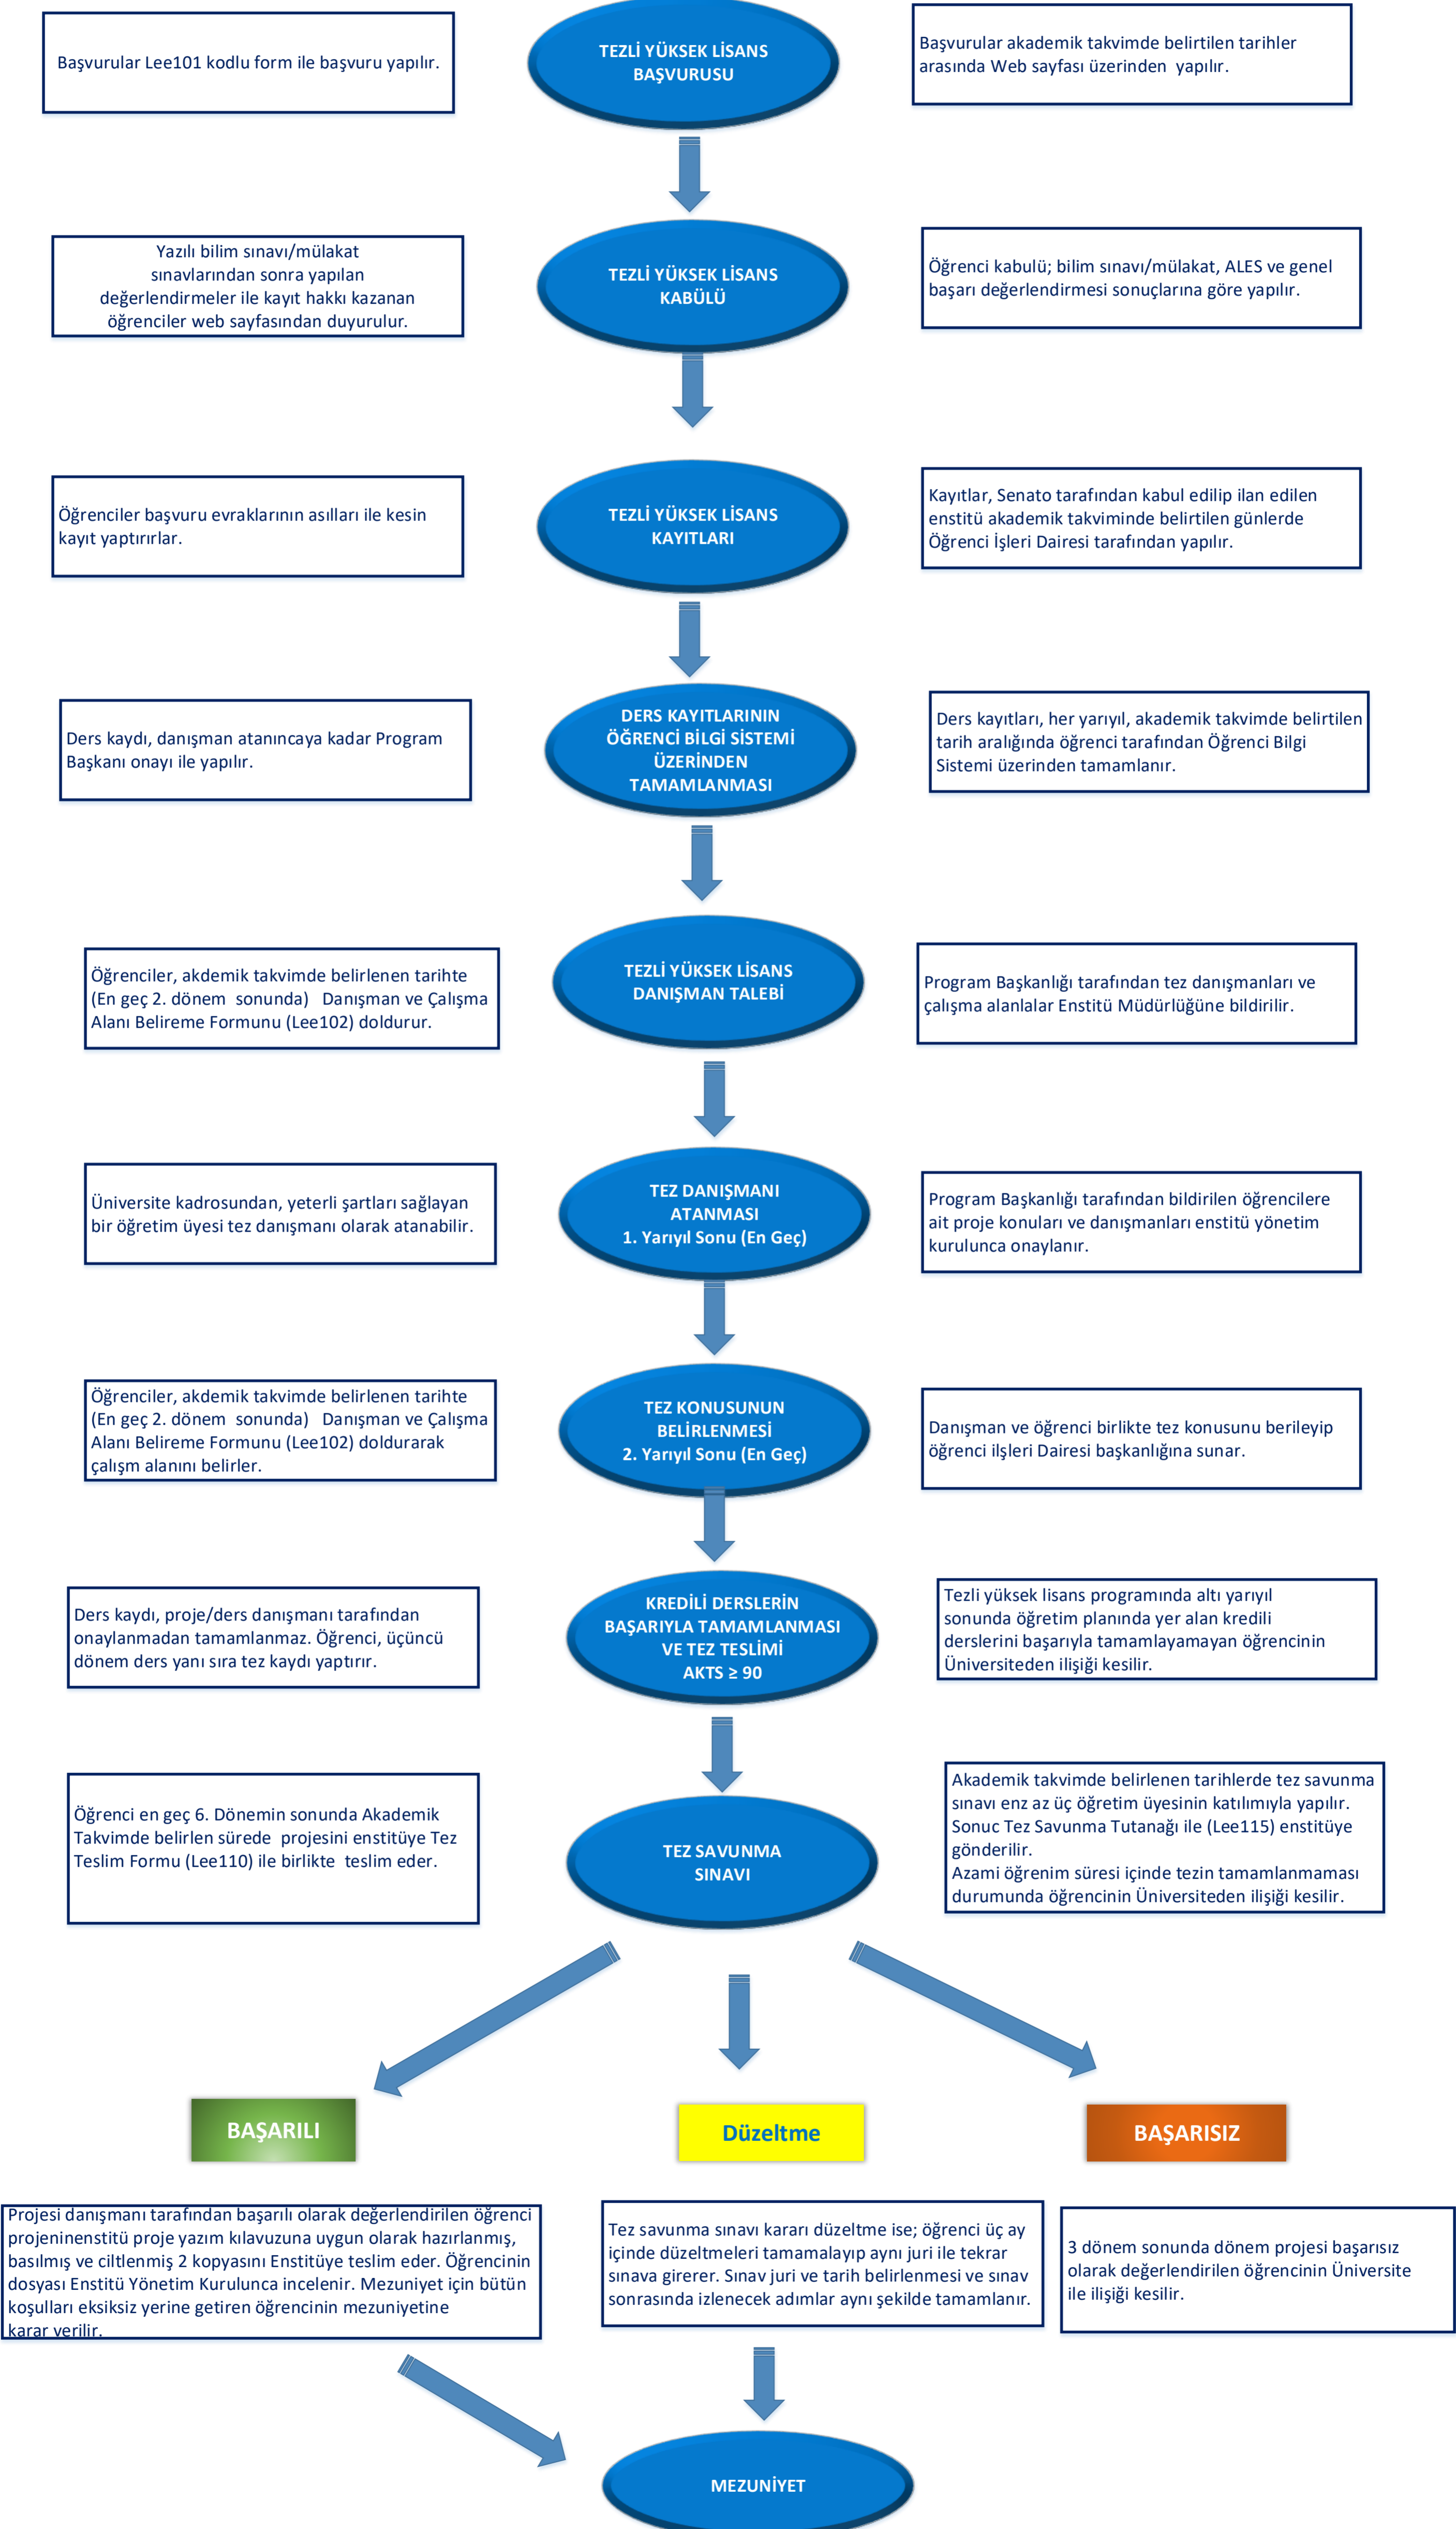 Başvurular Lee101 kodlu form ile başvuru yapılır.
TEZLİ YÜKSEK LİSANS
BAŞVURUSU
Başvurular akademik takvimde belirtilen tarihler
arasında Web sayfası üzerinden yapılır.
Yazılı bilim sınavı/mülakat
sınavlarından sonra yapılan
değerlendirmeler ile kayıt hakkı kazanan
öğrenciler web sayfasından duyurulur.
TEZLİ YÜKSEK LİSANS
KABÜLÜ
Öğrenci kabulü; bilim sınavı/mülakat, ALES ve genel
başarı değerlendirmesi sonuçlarına göre yapılır.
Öğrenciler başvuru evraklarının asılları ile kesin
kayıt yaptırırlar.
TEZLİ YÜKSEK LİSANS
KAYITLARI
Kayıtlar, Senato tarafından kabul edilip ilan edilen
enstitü akademik takviminde belirtilen günlerde
Öğrenci İşleri Dairesi tarafından yapılır.
Ders kaydı, danışman atanıncaya kadar Program
Başkanı onayı ile yapılır.
DERS KAYITLARININ
ÖĞRENCİ BİLGİ SİSTEMİ
ÜZERİNDEN
TAMAMLANMASI
Ders kayıtları, her yarıyıl, akademik takvimde belirtilen
tarih aralığında öğrenci tarafından Öğrenci Bilgi
Sistemi üzerinden tamamlanır.
Öğrenciler, akdemik takvimde belirlenen tarihte
(En geç 2. dönem sonunda) Danışman ve Çalışma
Alanı Belireme Formunu (Lee102) doldurur.
TEZLİ YÜKSEK LİSANS
DANIŞMAN TALEBİ
Program Başkanlığı tarafından tez danışmanları ve
çalışma alanlalar Enstitü Müdürlüğüne bildirilir.
Üniversite kadrosundan, yeterli şartları sağlayan
bir öğretim üyesi tez danışmanı olarak atanabilir.
TEZ DANIŞMANI
ATANMASI
1. Yarıyıl Sonu (En Geç)
Program Başkanlığı tarafından bildirilen öğrencilere
ait proje konuları ve danışmanları enstitü yönetim
kurulunca onaylanır.
Öğrenciler, akdemik takvimde belirlenen tarihte
(En geç 2. dönem sonunda) Danışman ve Çalışma
Alanı Belireme Formunu (Lee102) doldurarak
çalışm alanını belirler.
TEZ KONUSUNUN
BELİRLENMESİ
2. Yarıyıl Sonu (En Geç)
Danışman ve öğrenci birlikte tez konusunu berileyip
öğrenci ilşleri Dairesi başkanlığına sunar.
Ders kaydı, proje/ders danışmanı tarafından
onaylanmadan tamamlanmaz. Öğrenci, üçüncü
dönem ders yanı sıra tez kaydı yaptırır.
KREDİLİ DERSLERİN
BAŞARIYLA TAMAMLANMASI
VE TEZ TESLİMİ
AKTS ≥ 90
Tezli yüksek lisans programında altı yarıyıl
sonunda öğretim planında yer alan kredili
derslerini başarıyla tamamlayamayan öğrencinin
Üniversiteden ilişiği kesilir.
Öğrenci en geç 6. Dönemin sonunda Akademik
Takvimde belirlen sürede projesini enstitüye Tez
Teslim Formu (Lee110) ile birlikte teslim eder.
TEZ SAVUNMA
SINAVI
Akademik takvimde belirlenen tarihlerde tez savunma
sınavı enz az üç öğretim üyesinin katılımıyla yapılır.
Sonuc Tez Savunma Tutanağı ile (Lee115) enstitüye
gönderilir.
Azami öğrenim süresi içinde tezin tamamlanmaması
durumunda öğrencinin Üniversiteden ilişiği kesilir.
BAŞARILI
Düzeltme
BAŞARISIZ
Projesi danışmanı tarafından başarılı olarak değerlendirilen öğrenci
projeninenstitü proje yazım kılavuzuna uygun olarak hazırlanmış,
basılmış ve ciltlenmiş 2 kopyasını Enstitüye teslim eder. Öğrencinin
dosyası Enstitü Yönetim Kurulunca incelenir. Mezuniyet için bütün
koşulları eksiksiz yerine getiren öğrencinin mezuniyetine
karar verilir.
Tez savunma sınavı kararı düzeltme ise; öğrenci üç ay
içinde düzeltmeleri tamamalayıp aynı juri ile tekrar
sınava girerer. Sınav juri ve tarih belirlenmesi ve sınav
sonrasında izlenecek adımlar aynı şekilde tamamlanır.
3 dönem sonunda dönem projesi başarısız
olarak değerlendirilen öğrencinin Üniversite
ile ilişiği kesilir.
MEZUNİYET